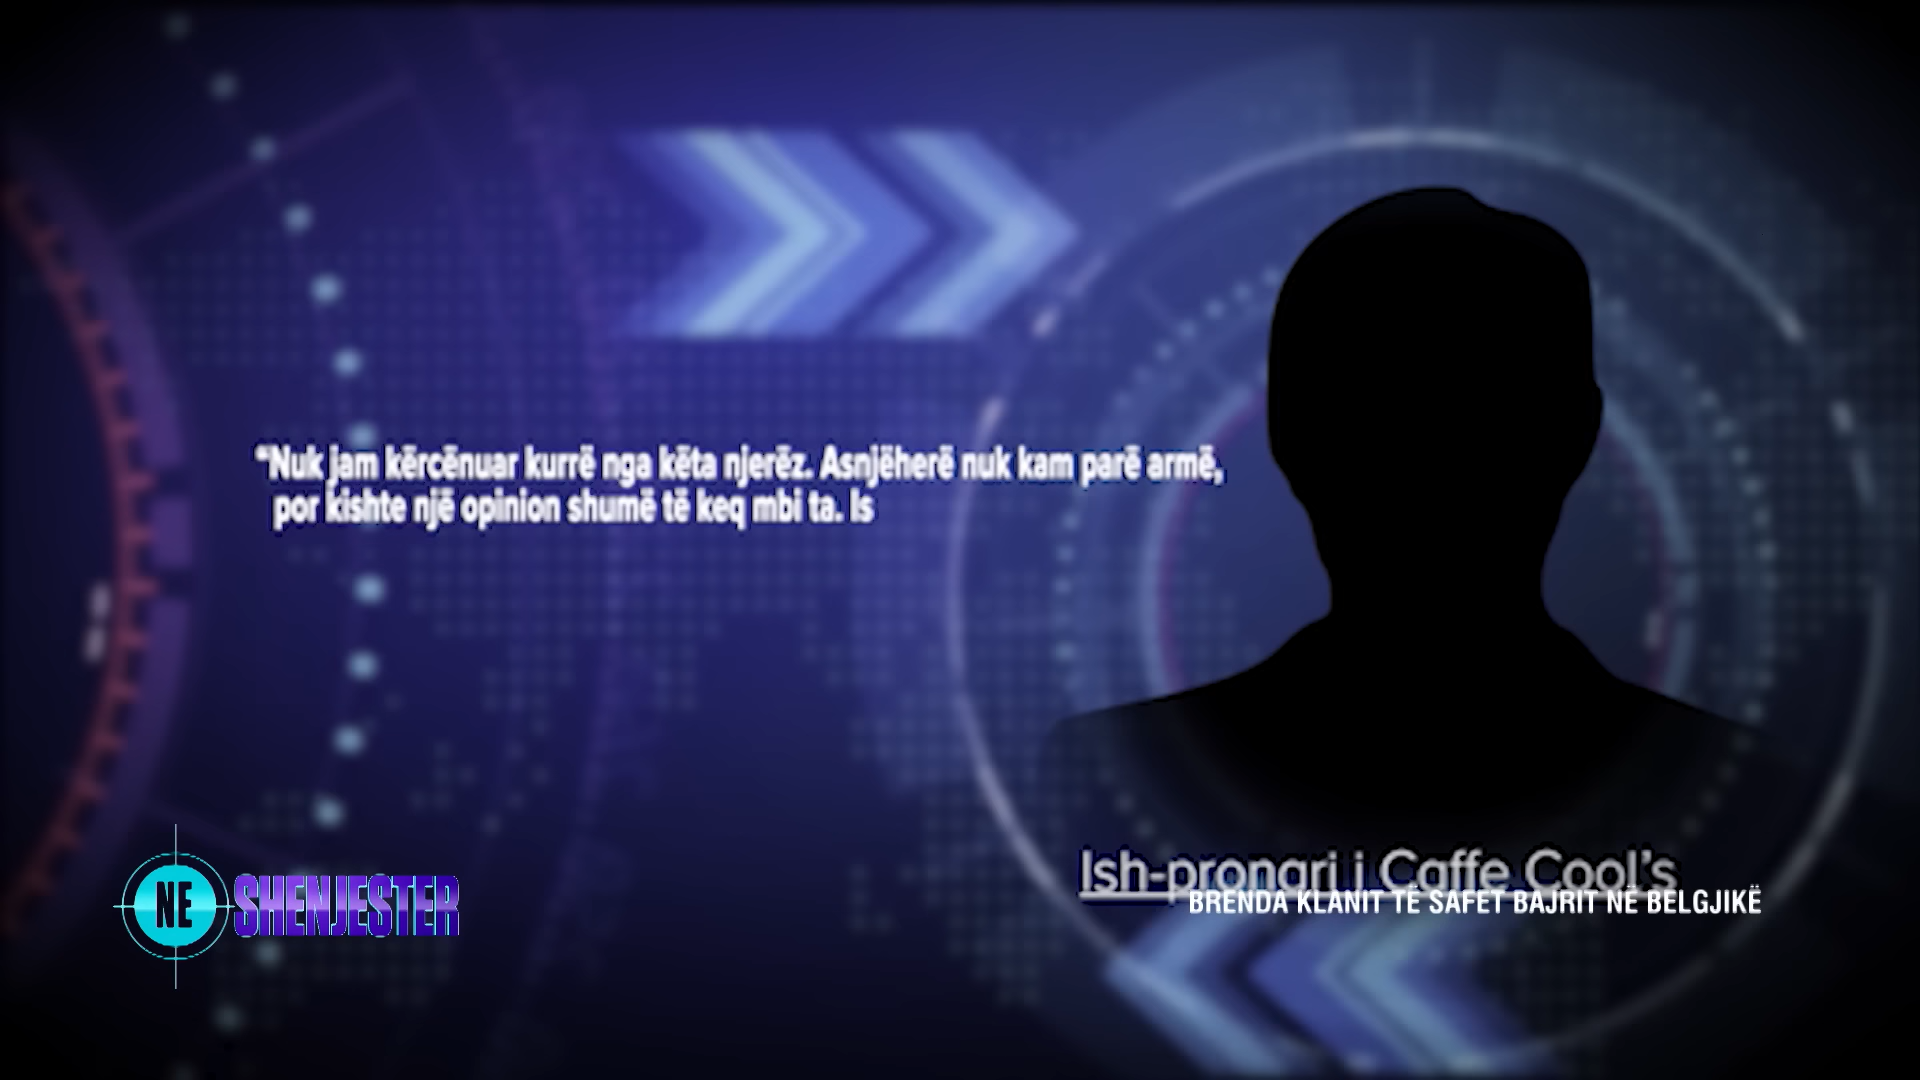 “Nuk jam kërcënuar kurrë nga këta njerëz. Asnjëherë nuk kam parë armë,
por kishte një opinion shumë të keq mbi ta. Is
Ish-pronari i Caffe Cool's
BRENDA KLANIT TË SAFET BAJRIT NË BELGJIKË
NE SHENJESTER